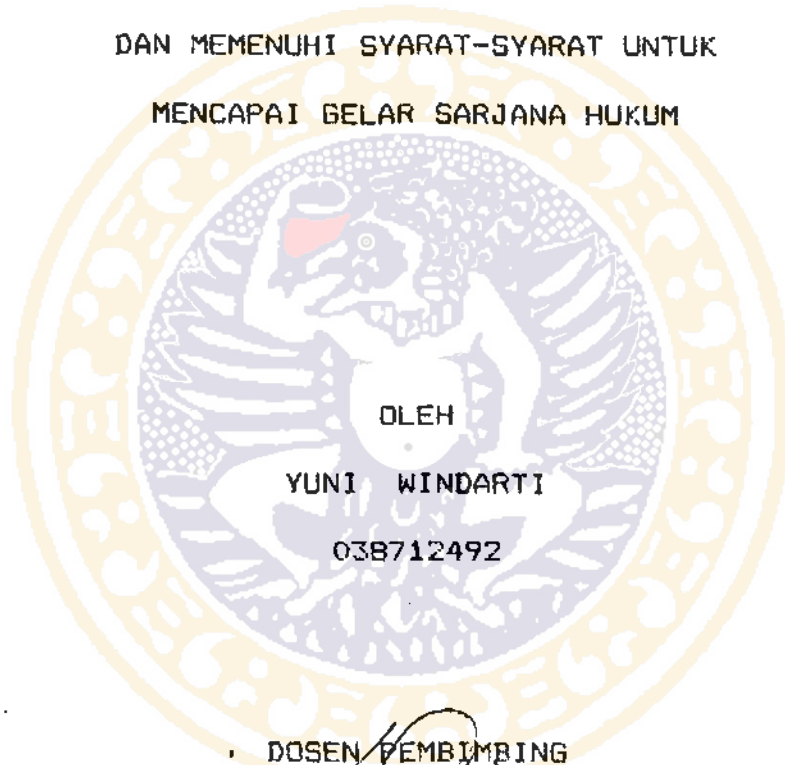 DAN MEMENUHI SYARAT-SYARAT UNTUK
MENCAPAI GELAR SARJANA HUKUM
OLEH
YUNI WINDARTI
038712492
DOSEN PEMBIMBING